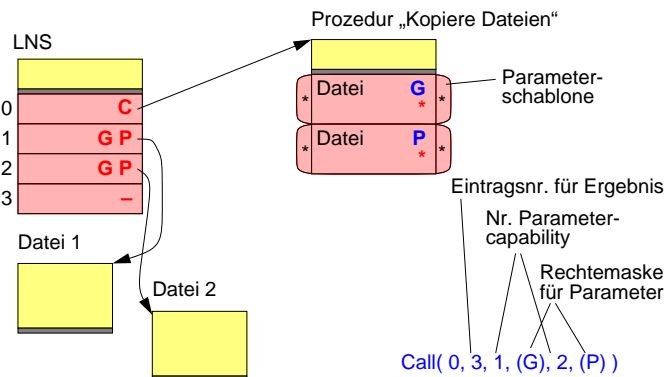 Prozedur „Kopiere Dateien“
LNS
0 C
1 G P
2 G P
3 –
Datei G
* * *
Datei P
* * *
Parameter-
schablone
Datei 1
Datei 2
Eintragsnr. für Ergebnis
Nr. Parameter-
capability
Rechtemaske
für Parameter
Call( 0, 3, 1, (G), 2, (P) )